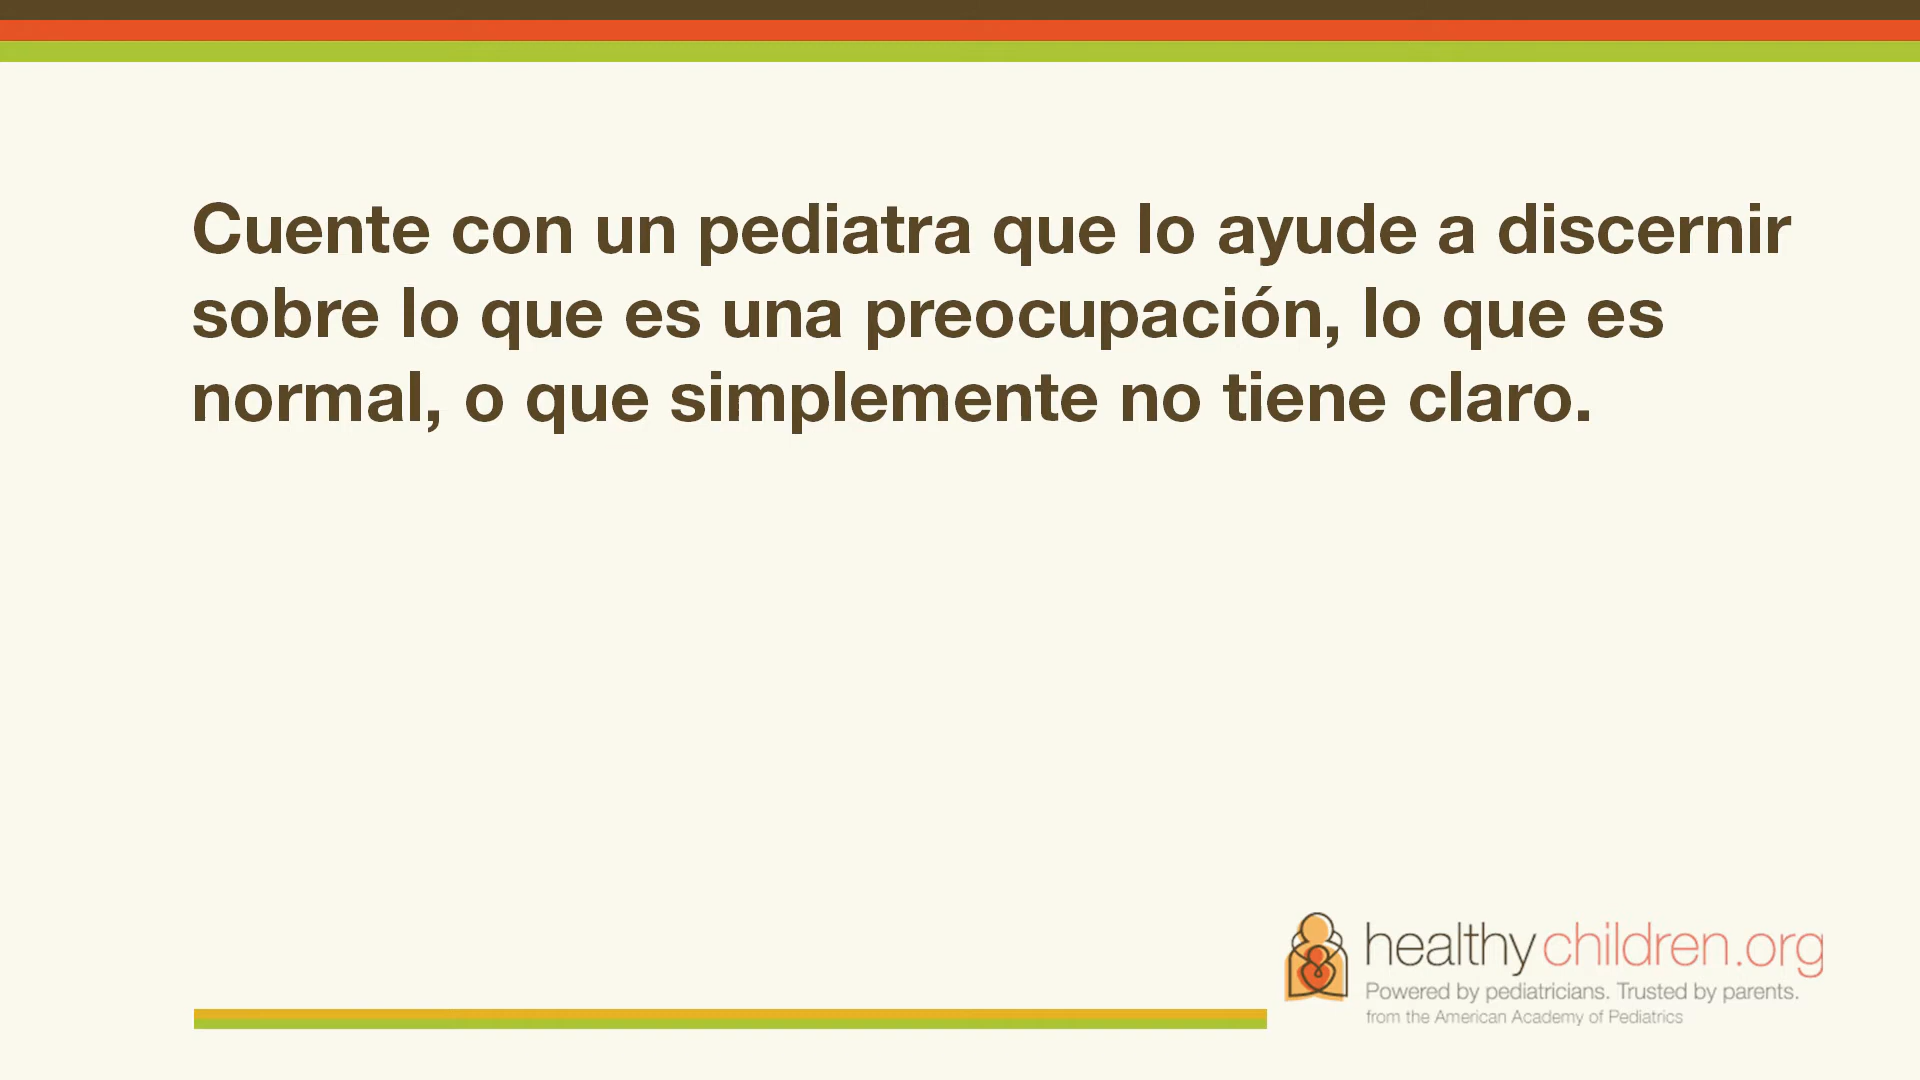 Cuente con un pediatra que lo ayude a discernir
sobre lo que es una preocupación, lo que es
normal, o que simplemente no tiene claro.
healthychildren.org
Powered by pediatricians. Trusted by parents.
from the American Academy of Pediatrics